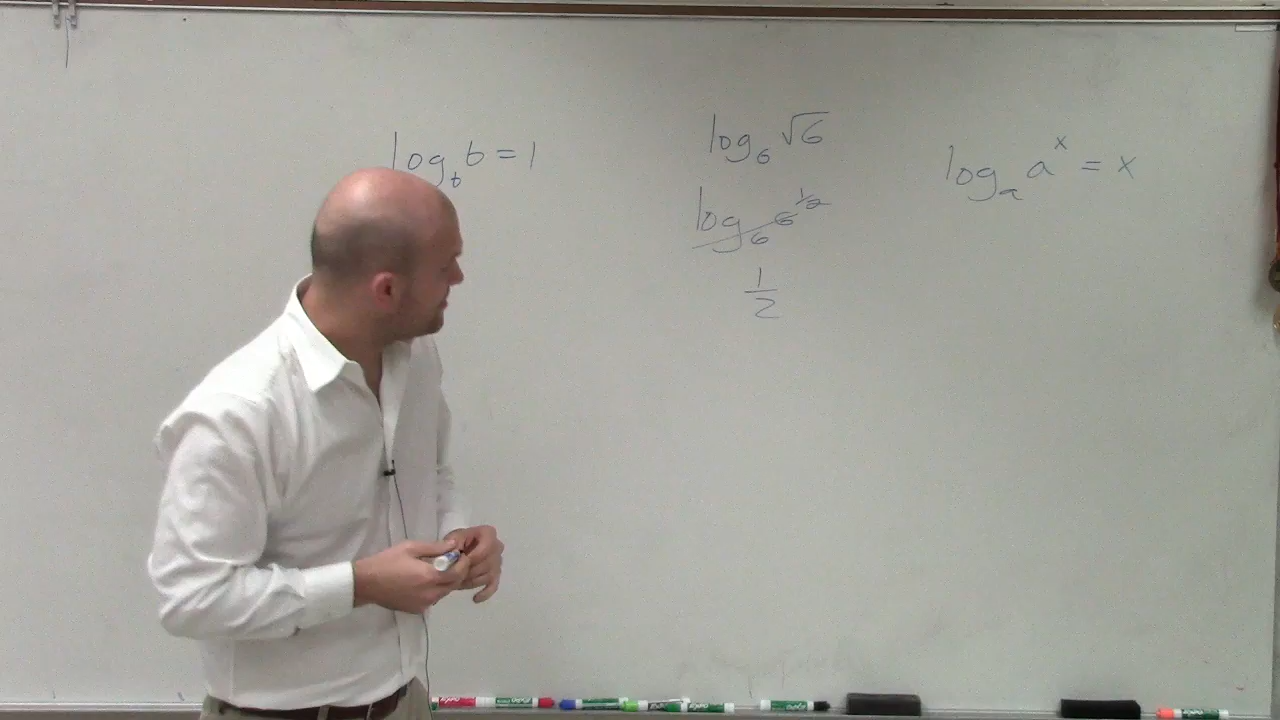 log_b b = 1
log_6 √6
log_6 6^1/2
1/2
log_a a^x = x